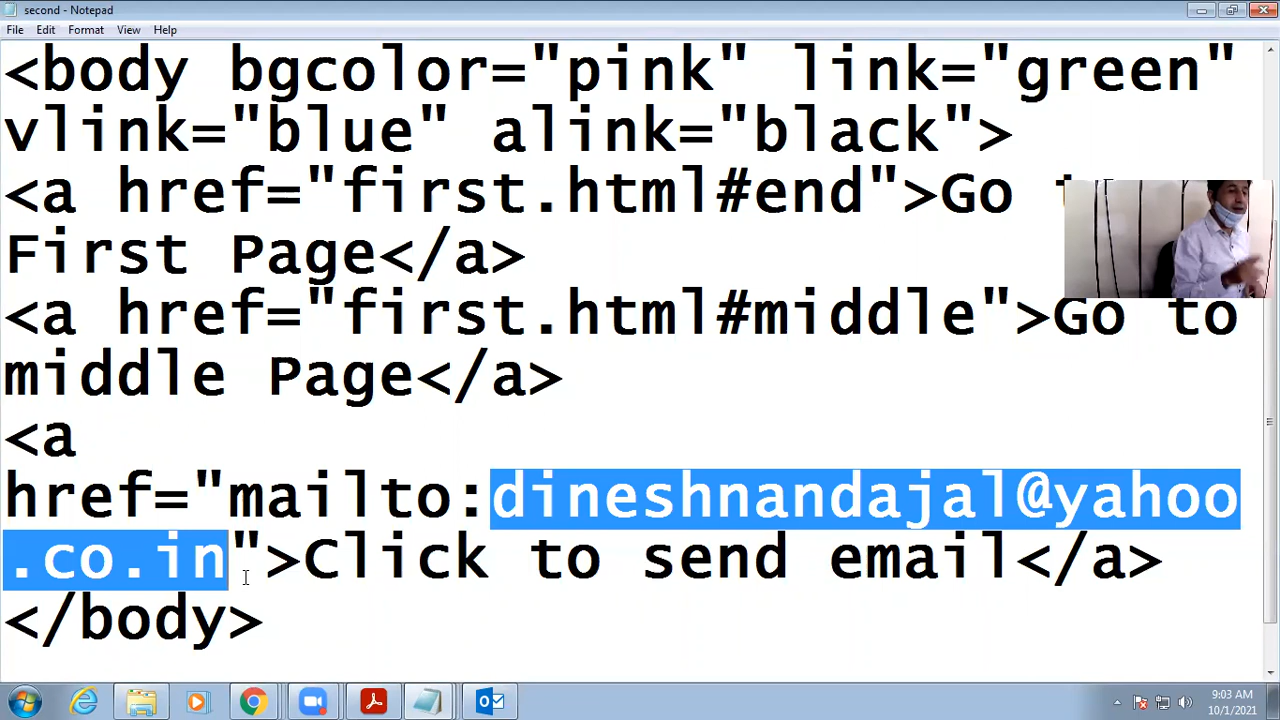 second - Notepad
File Edit Format View Help
<body bgcolor="pink" link="green"
vlink="blue" alink="black">
<a href="first.html#end">Go
First Page</a>
<a href="first.html#middle">Go to
middle Page</a>
<a
href="mailto:dineshnandajal@yahoo
.co.in">Click to send email</a>
</body>
9:03 AM
10/1/2021